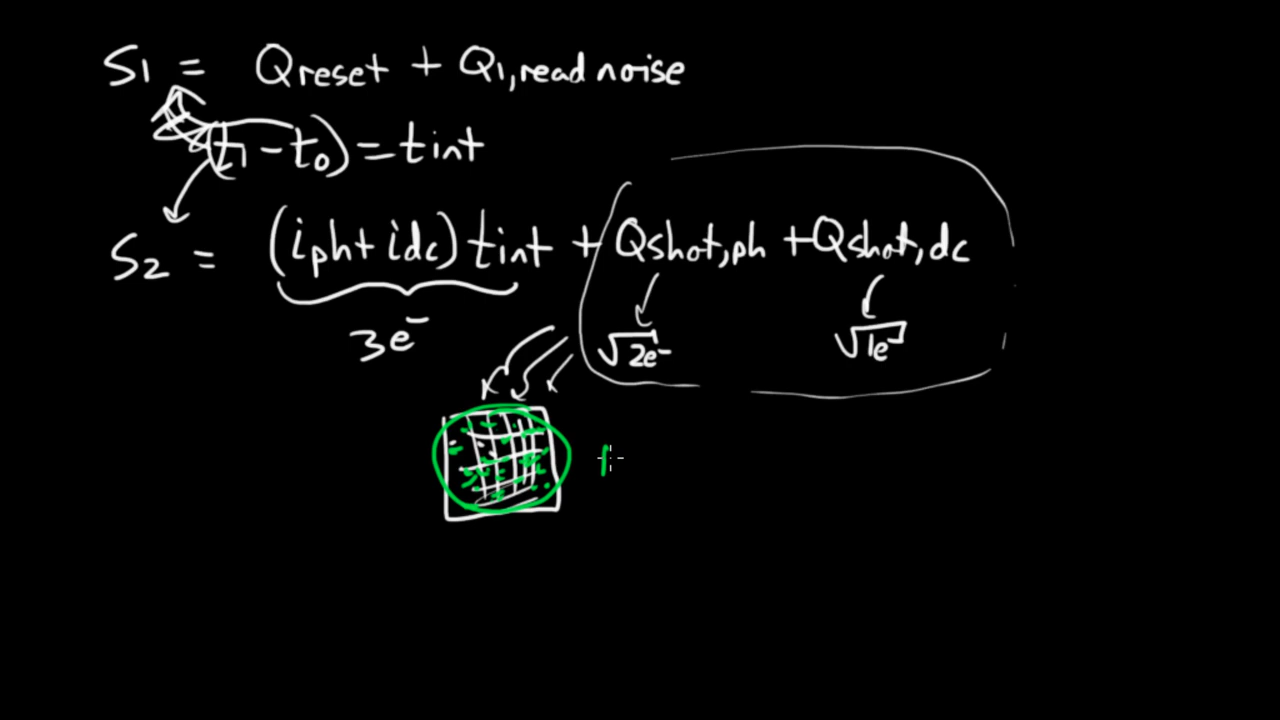 S1 = Qreset + Q1,read noise
(t1 - t0) = tint
S2 = (iph + idc) tint + Qshot,ph + Qshot,dc
3e⁻ √2e⁻ √1e⁻